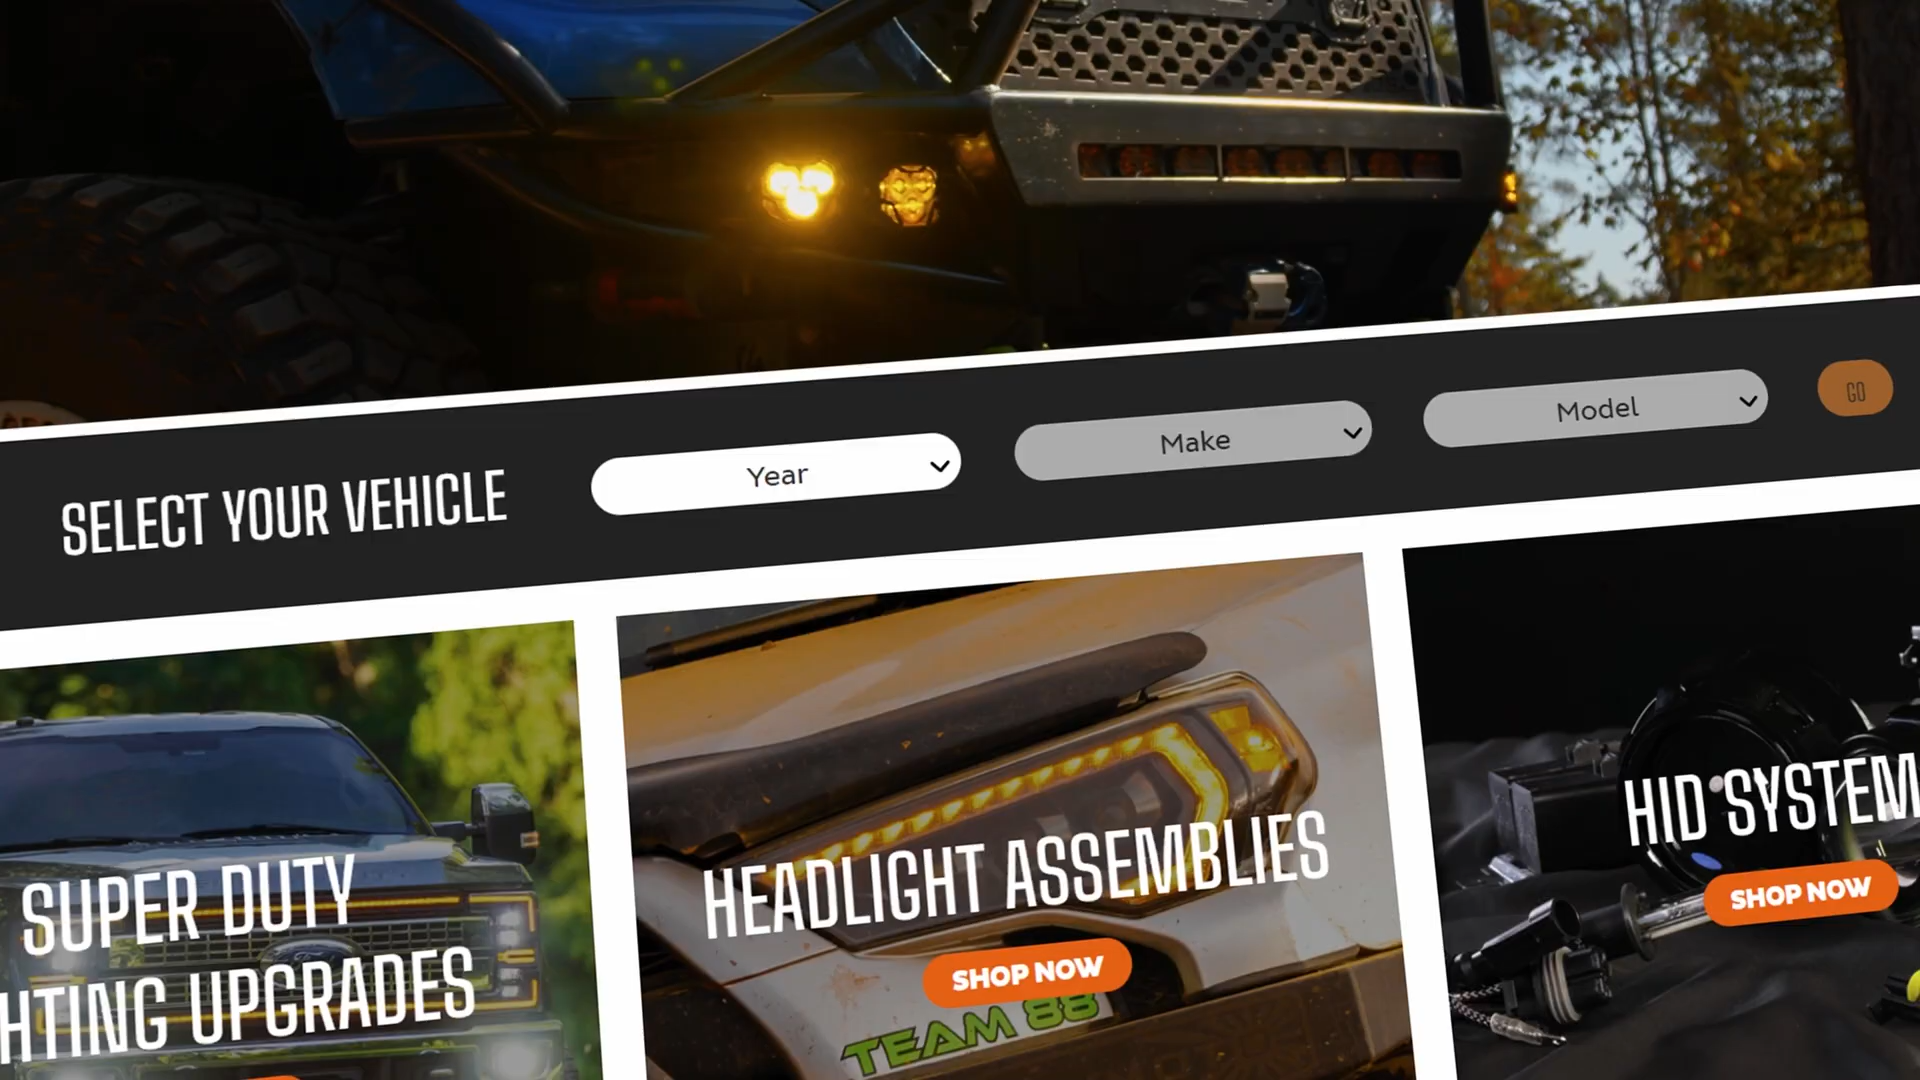 SELECT YOUR VEHICLE
Year
Make
Model
GO
SUPER DUTY
HTING UPGRADES
HEADLIGHT ASSEMBLIES
SHOP NOW
TEAM 88
HID SYSTEM
SHOP NOW